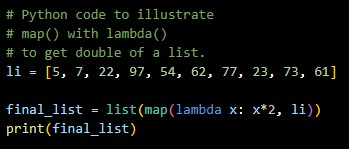 # Python code to illustrate
# map() with lambda()
# to get double of a list.
li = [5, 7, 22, 97, 54, 62, 77, 23, 73, 61]

final_list = list(map(lambda x: x*2, li))
print(final_list)